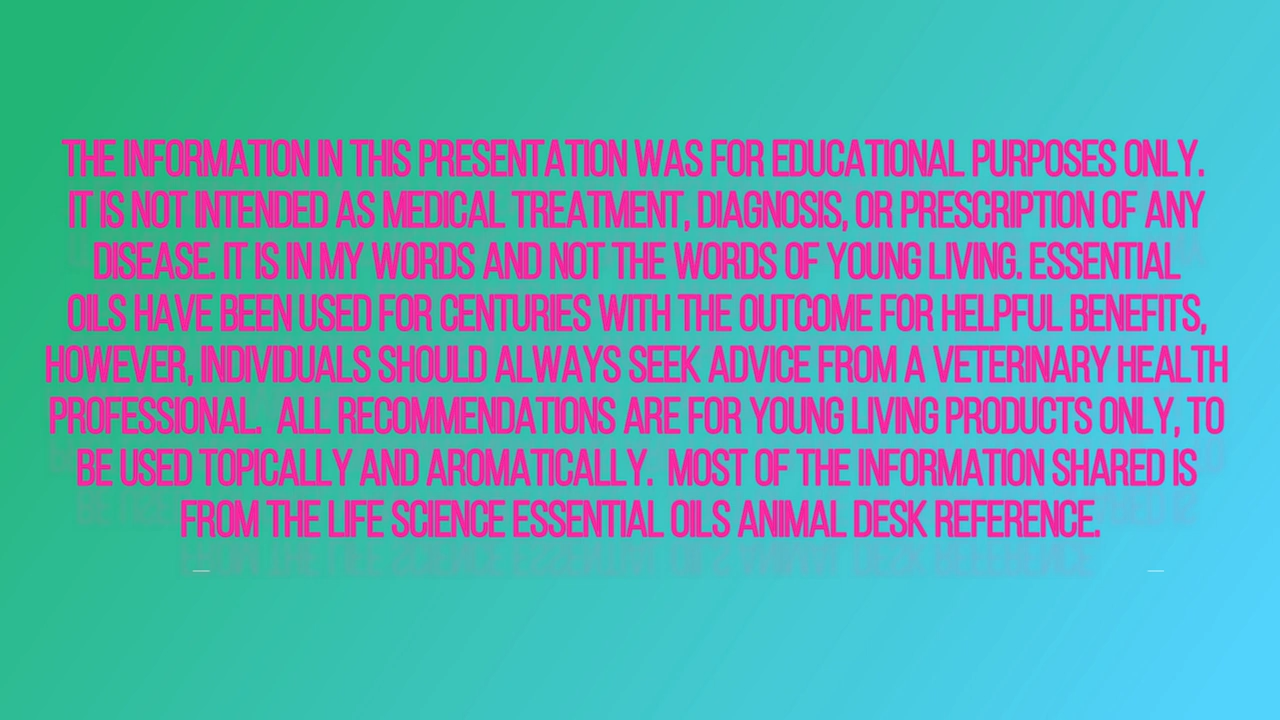 THE INFORMATION IN THIS PRESENTATION WAS FOR EDUCATIONAL PURPOSES ONLY.
IT IS NOT INTENDED AS MEDICAL TREATMENT, DIAGNOSIS, OR PRESCRIPTION OF ANY
DISEASE. IT IS IN MY WORDS AND NOT THE WORDS OF YOUNG LIVING. ESSENTIAL
OILS HAVE BEEN USED FOR CENTURIES WITH THE OUTCOME FOR HELPFUL BENEFITS,
HOWEVER, INDIVIDUALS SHOULD ALWAYS SEEK ADVICE FROM A VETERINARY HEALTH
PROFESSIONAL. ALL RECOMMENDATIONS ARE FOR YOUNG LIVING PRODUCTS ONLY, TO
BE USED TOPICALLY AND AROMATICALLY. MOST OF THE INFORMATION SHARED IS
FROM THE LIFE SCIENCE ESSENTIAL OILS ANIMAL DESK REFERENCE.